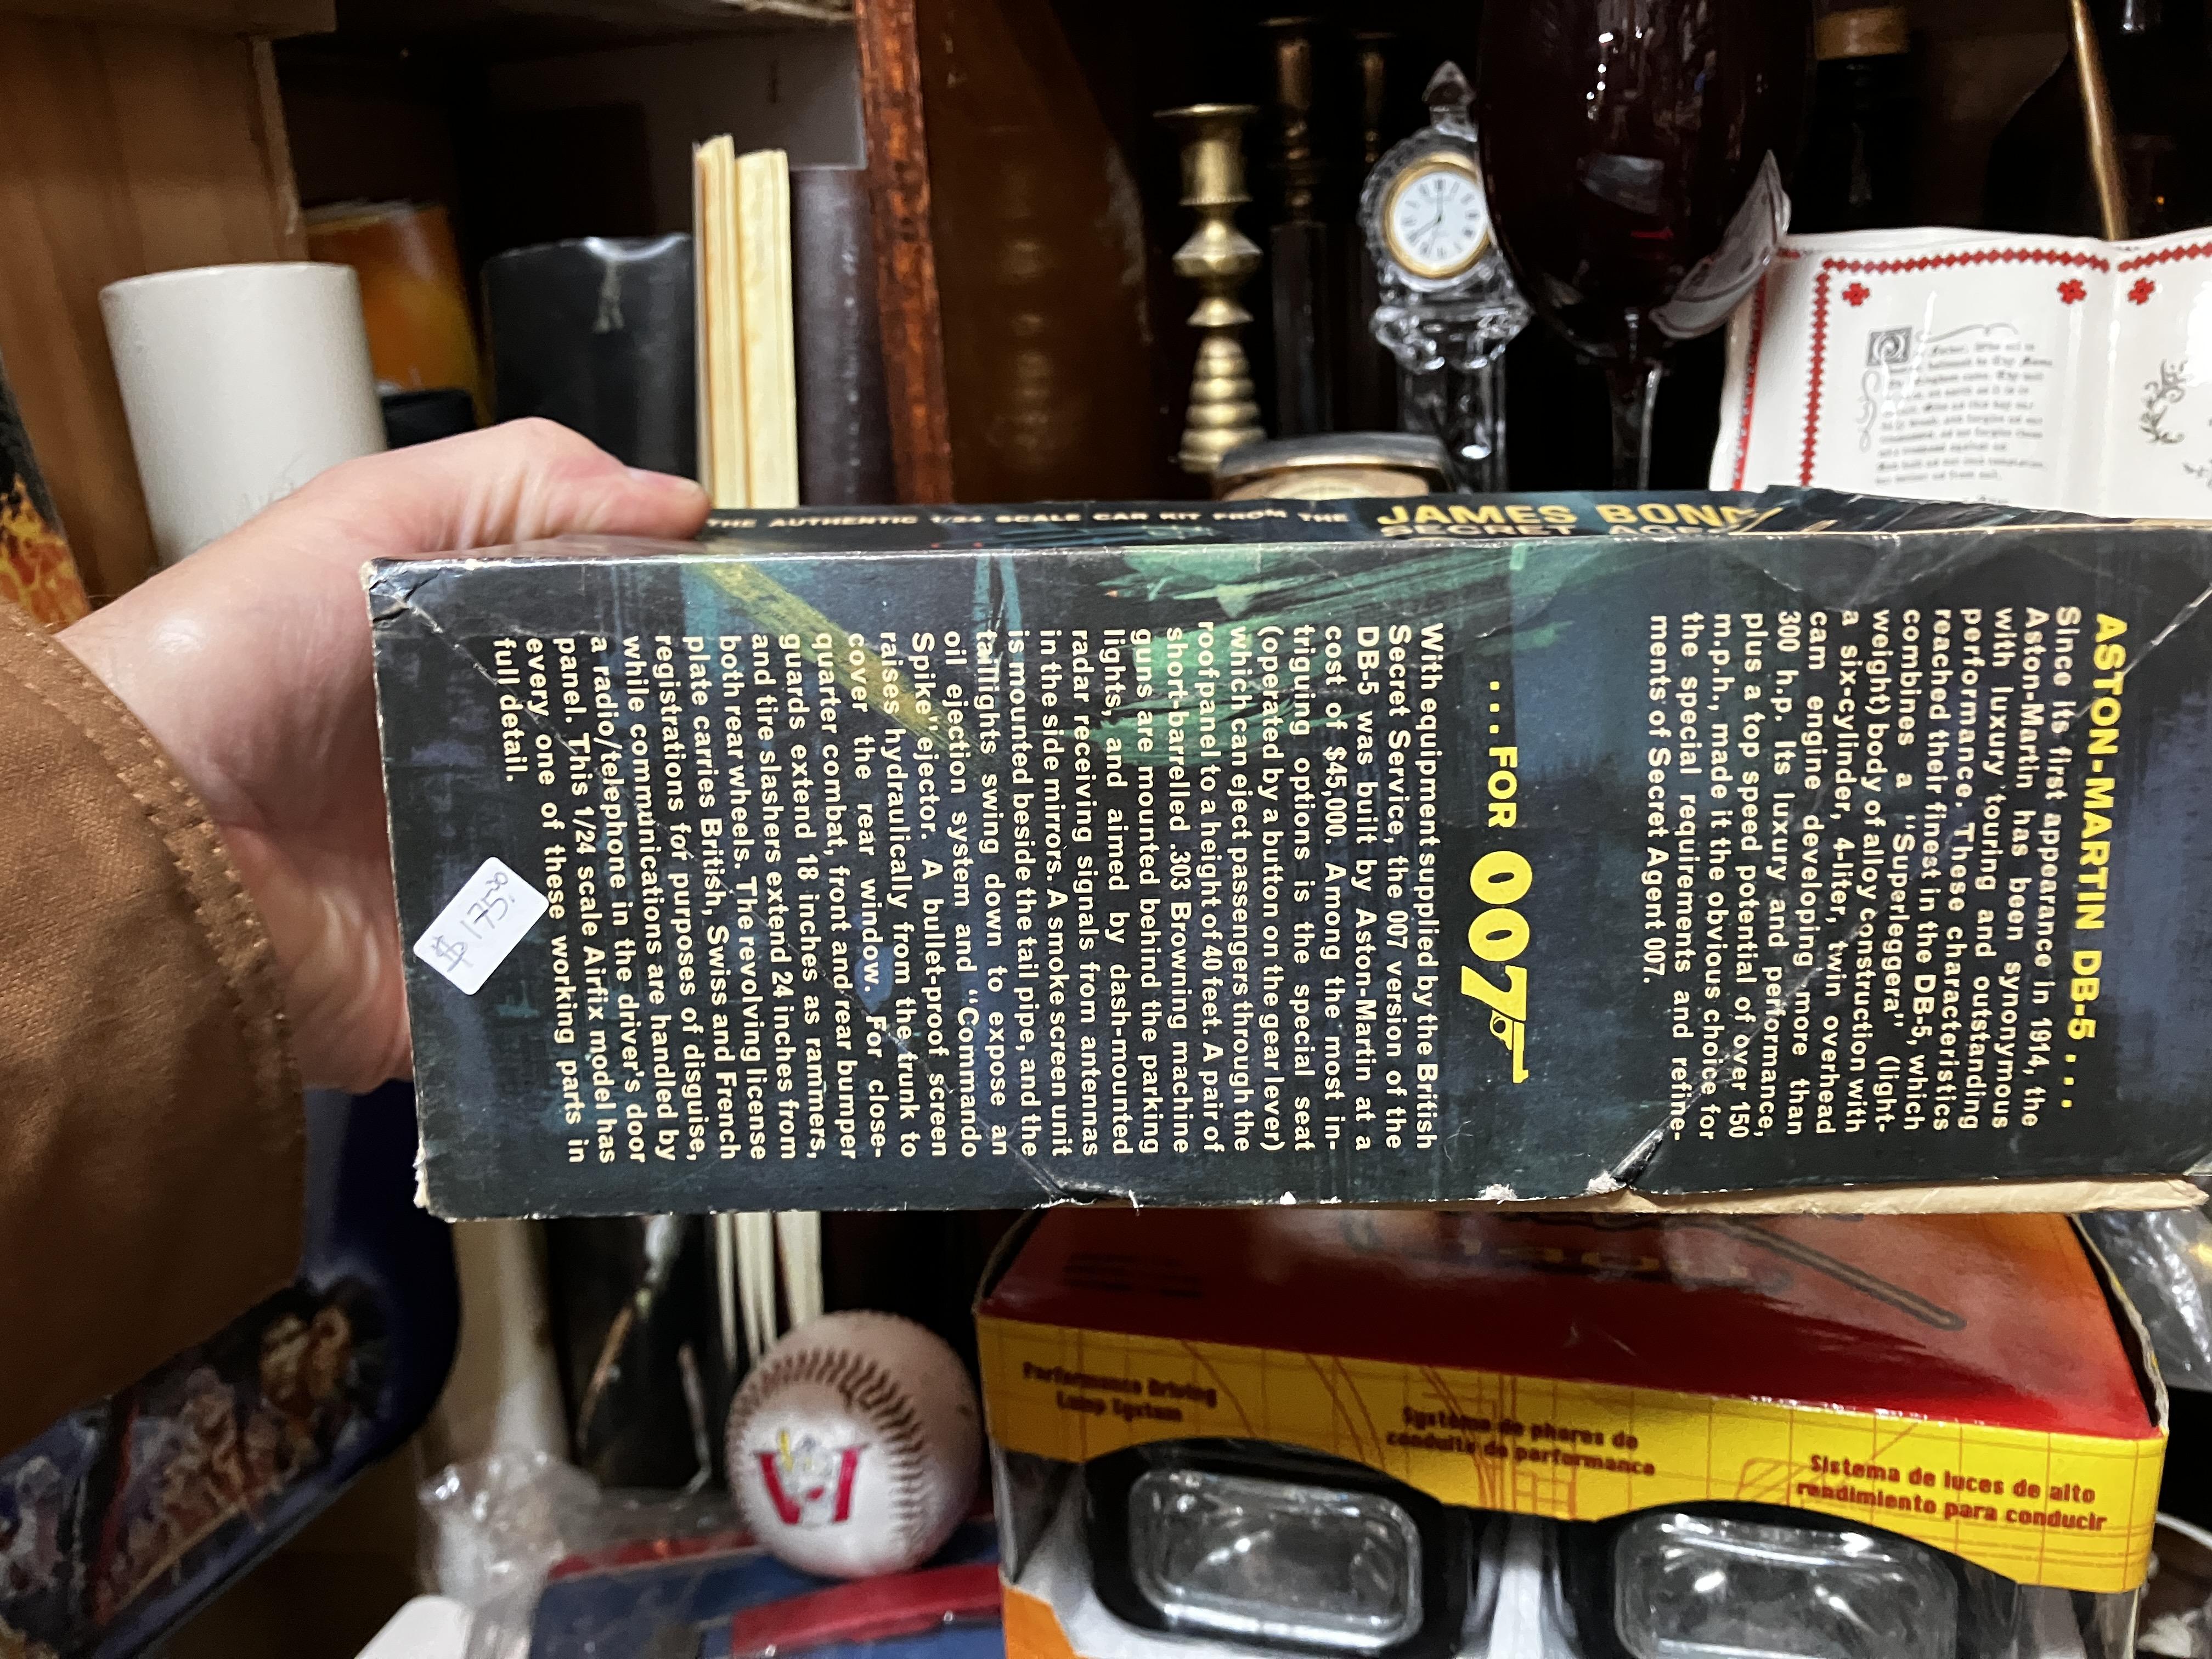 THE AUTHENTIC 1/24 SCALE CAR KIT FROM THE JAMES BOND
SECRET
ASTON-MARTIN DB-5 . . .
Since its first appearance in 1914, the
Aston-Martin has been synonymous
with luxury touring and outstanding
performance. These characteristics
reached their finest in the DB-5, which
combines a "Superleggera" (light-
weight) body of alloy construction with
a six-cylinder, 4-liter, twin overhead
cam engine developing more than
300 h.p. Its luxury and performance,
plus a top speed potential of over 150
m.p.h., made it the obvious choice for
the special requirements and refine-
ments of Secret Agent 007.
. . . FOR 007
With equipment supplied by the British
Secret Service, the 007 version of the
DB-5 was built by Aston-Martin at a
cost of $45,000. Among the most in-
triguing options is the special seat
(operated by a button on the gear lever)
which can eject passengers through the
roof panel to a height of 40 feet. A pair of
short-barrelled .303 Browning machine
guns are mounted behind the parking
lights, and aimed by dash-mounted
radar receiving signals from antennas
in the side mirrors. A smoke screen unit
is mounted beside the tail pipe, and the
taillights swing down to expose an
oil ejection system and "Commando
Spike" ejector. A bullet-proof screen
raises hydraulically from the trunk to
cover the rear window. For close-
quarter combat, front and rear bumper
guards extend 18 inches as rammers,
and tire slashers extend 24 inches from
both rear wheels. The revolving license
plate carries British, Swiss and French
registrations for purposes of disguise,
while communications are handled by
a radio/telephone in the driver's door
panel. This 1/24 scale Airfix model has
every one of these working parts in
full detail.
$175.00
Performance Driving
Lamp System
Système de phares de
conduite de performance
Sistema de luces de alto
rendimiento para conducir